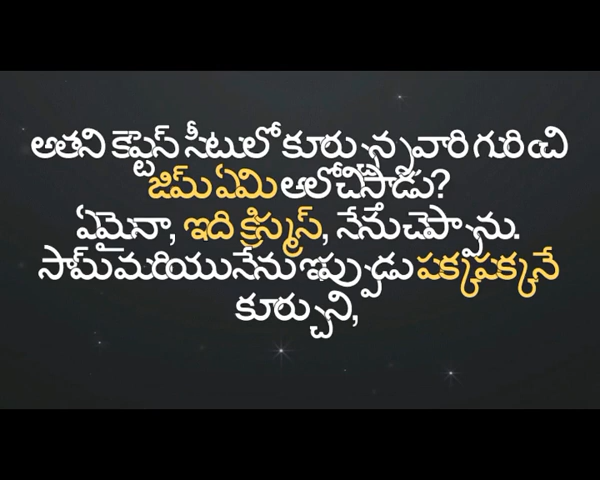 అతని కెప్టెన్ సీటులో కూర్చున్నవారి గురించి
జిమ్ ఏమి ఆలోచిస్తాడు?
ఏమైనా, ఇది క్రిస్మస్, నేను చెప్పాను.
సామ్ మరియు నేను ఇప్పుడు పక్కపక్కనే
కూర్చుని,